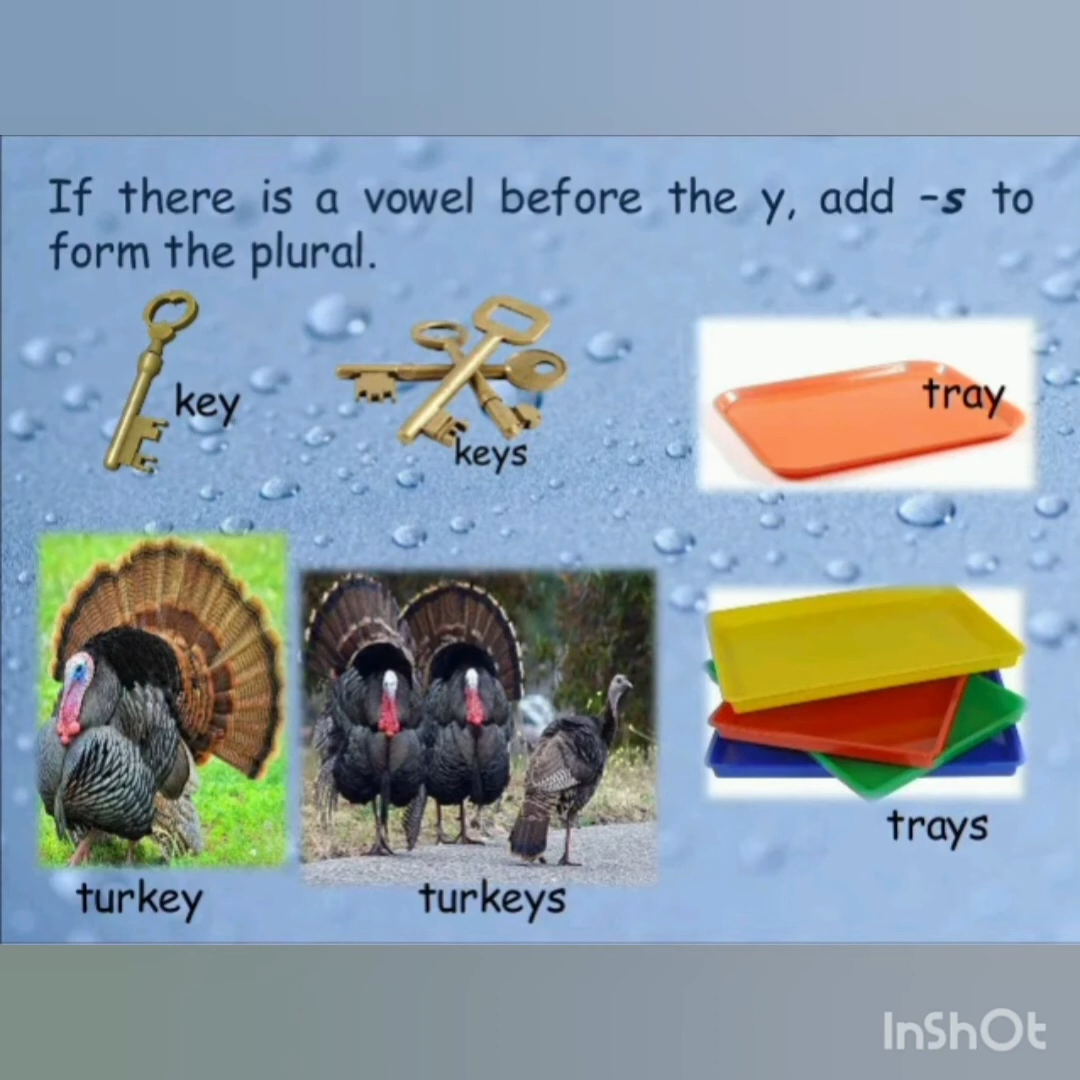 If there is a vowel before the y, add -s to
form the plural.
key
keys
tray
turkey
turkeys
trays
InShOt